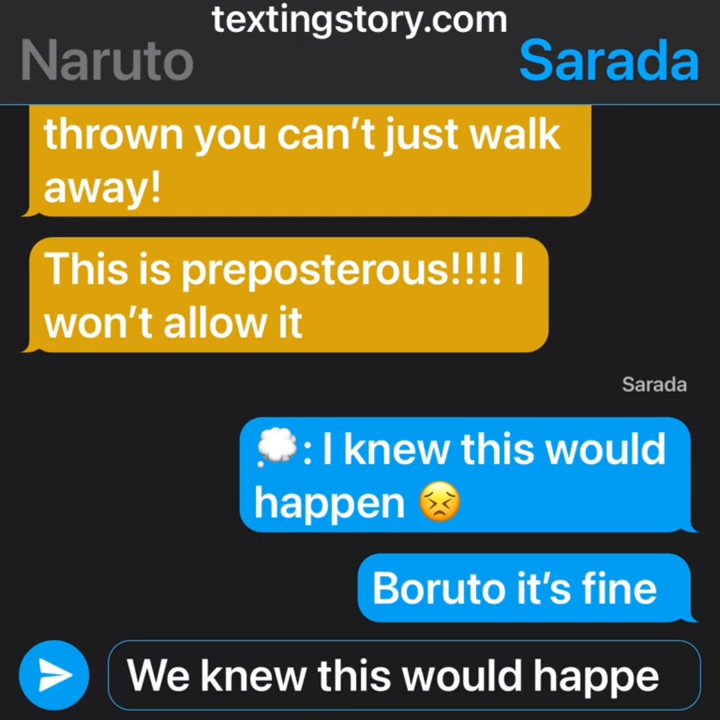 textingstory.com
Naruto
Sarada
thrown you can't just walk
away!
This is preposterous!!!! I
won't allow it
Sarada
💭: I knew this would
happen 😣
Boruto it's fine
We knew this would happe